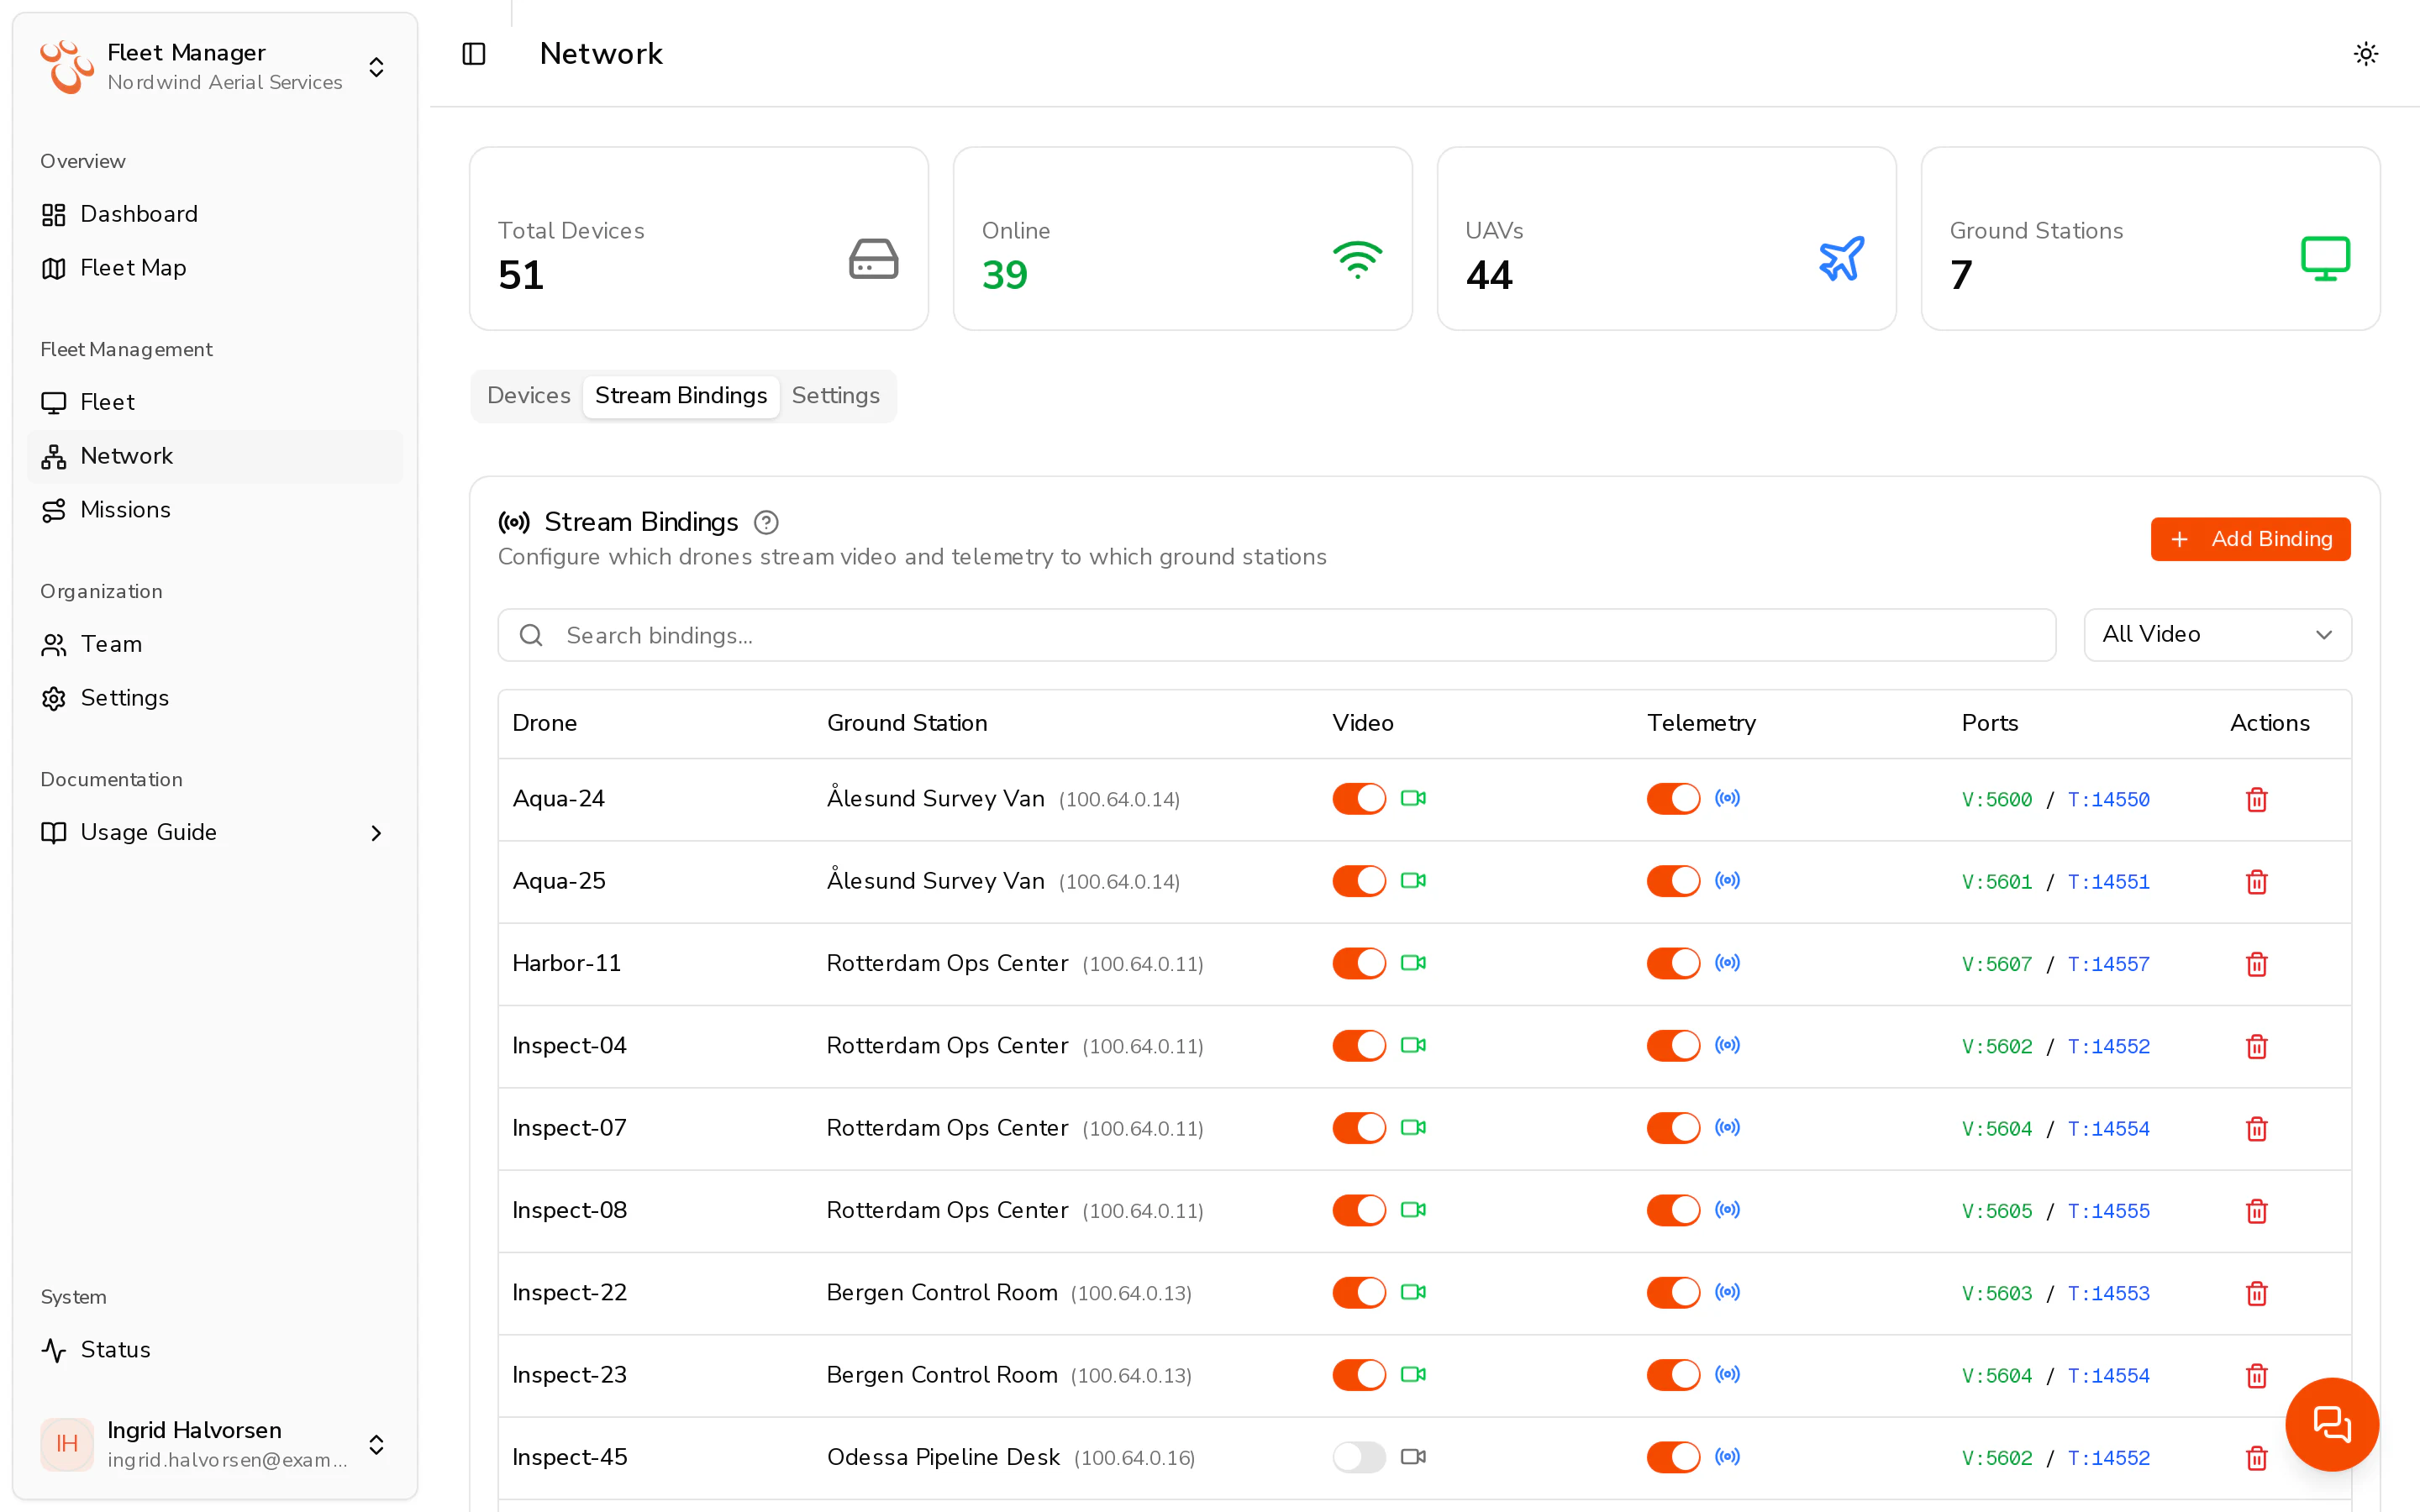 Fleet Manager
Nordwind Aerial Services
Overview
Dashboard
Fleet Map
Fleet Management
Fleet
Network
Missions
Organization
Team
Settings
Documentation
Usage Guide
System
Status
IH
Ingrid Halvorsen
ingrid.halvorsen@exam...
Network
Total Devices
51
Online
39
UAVs
44
Ground Stations
7
Devices Stream Bindings Settings
Stream Bindings
Configure which drones stream video and telemetry to which ground stations
Add Binding
Search bindings...
All Video
Drone Ground Station Video Telemetry Ports Actions
Aqua-24 Ålesund Survey Van (100.64.0.14) V:5600 / T:14550
Aqua-25 Ålesund Survey Van (100.64.0.14) V:5601 / T:14551
Harbor-11 Rotterdam Ops Center (100.64.0.11) V:5607 / T:14557
Inspect-04 Rotterdam Ops Center (100.64.0.11) V:5602 / T:14552
Inspect-07 Rotterdam Ops Center (100.64.0.11) V:5604 / T:14554
Inspect-08 Rotterdam Ops Center (100.64.0.11) V:5605 / T:14555
Inspect-22 Bergen Control Room (100.64.0.13) V:5603 / T:14553
Inspect-23 Bergen Control Room (100.64.0.13) V:5604 / T:14554
Inspect-45 Odessa Pipeline Desk (100.64.0.16) V:5602 / T:14552